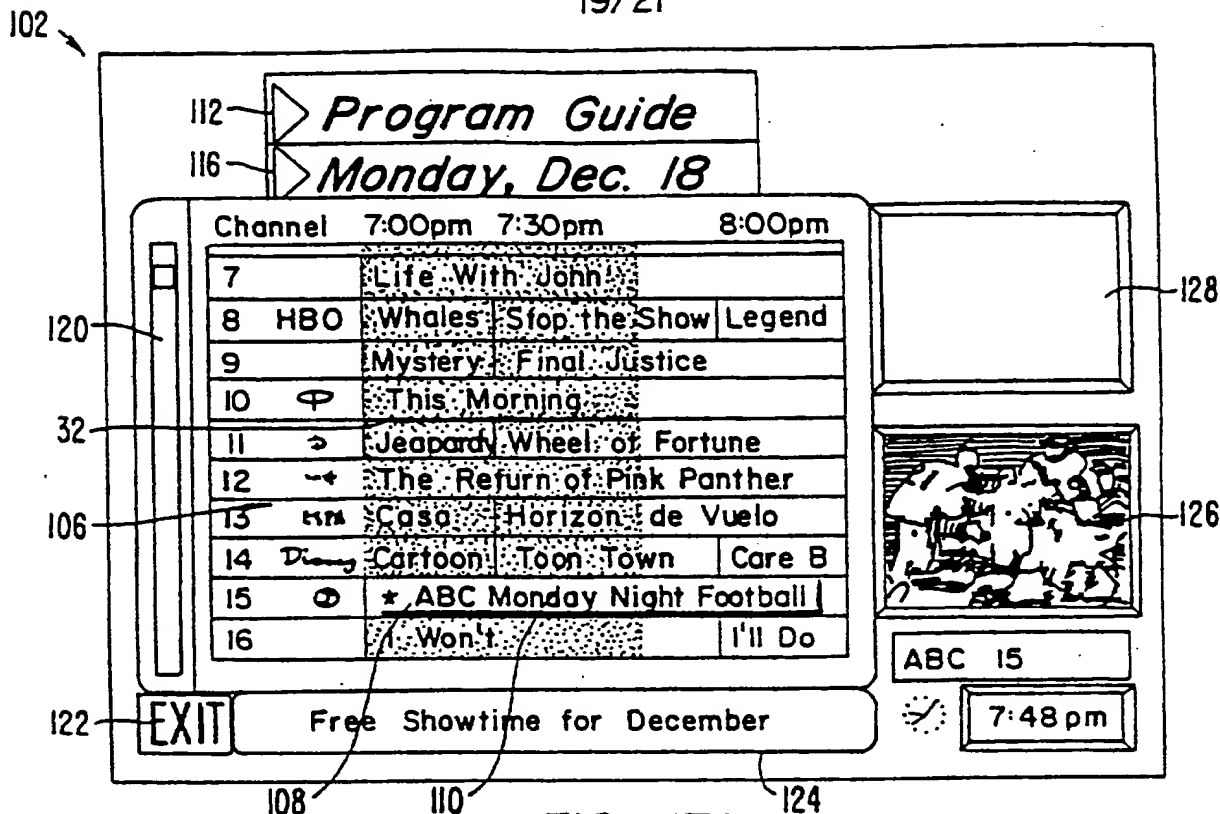 19/21
102
112 Program Guide
116 Monday, Dec. 18
Channel 7:00pm 7:30pm 8:00pm
7 Life With John
8 HBO Whales Stop the Show Legend
9 Mystery Final Justice
10 This Morning
11 Jeopardy Wheel of Fortune
12 The Return of Pink Panther
13 Casa Horizon de Vuelo
14 Disney Cartoon Toon Town Care B
15 * ABC Monday Night Football
16 I Won't I'll Do
120
32
106
128
126
ABC 15
7:48 pm
122 EXIT Free Showtime for December
108 110 124